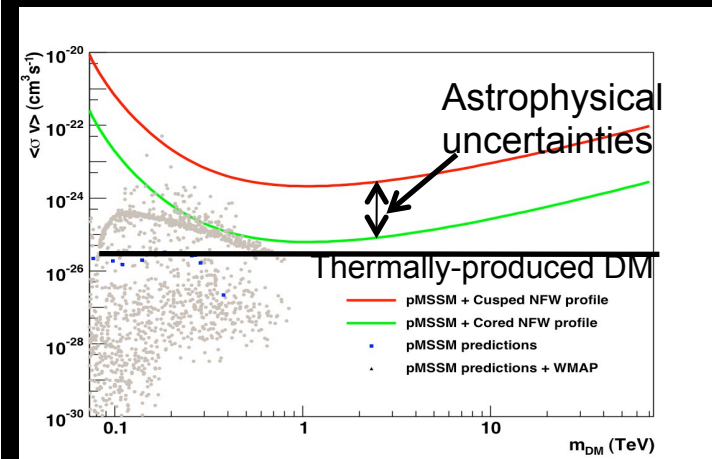 10⁻²⁰
10⁻²²
10⁻²⁴
10⁻²⁶
10⁻²⁸
10⁻³⁰
<σ v> (cm³s⁻¹)
Astrophysical
uncertainties
Thermally-produced DM
pMSSM + Cusped NFW profile
pMSSM + Cored NFW profile
pMSSM predictions
pMSSM predictions + WMAP
0.1
1
10
m_DM (TeV)